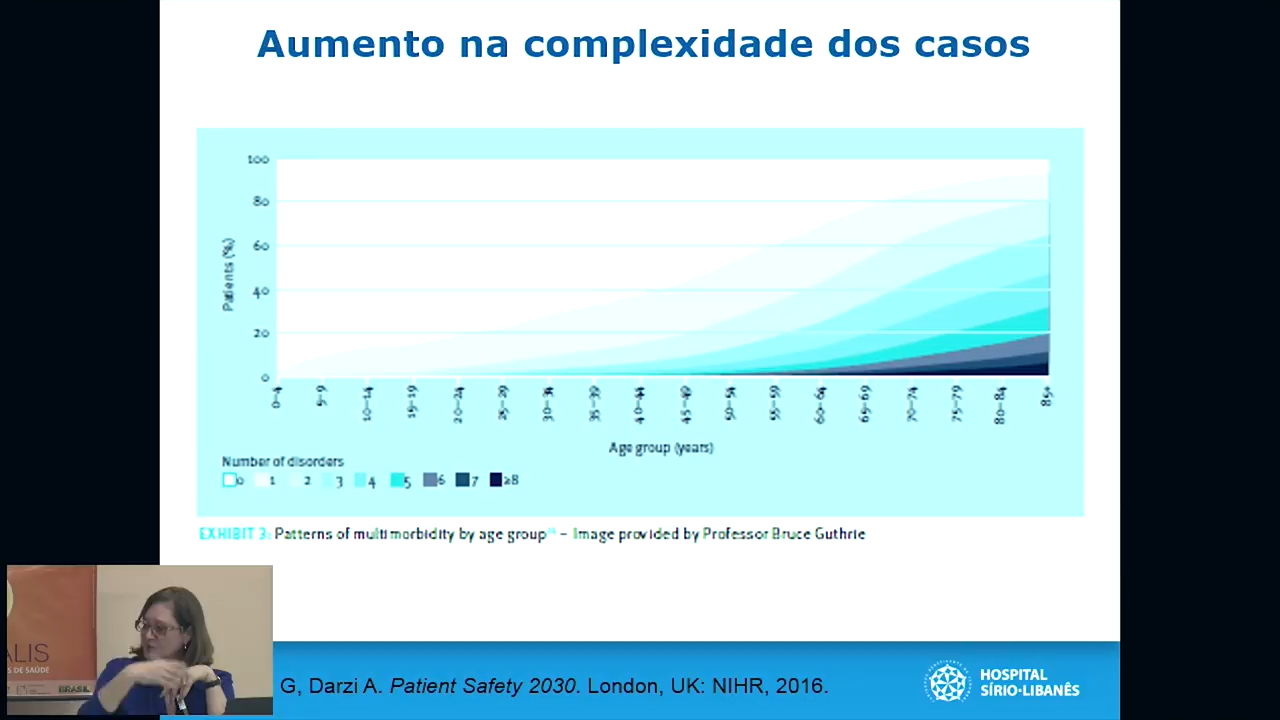 Aumento na complexidade dos casos
100
80
60
40
20
0
Patients (%)
0–4
5–9
10–14
15–19
20–24
25–29
30–34
35–39
40–44
45–49
50–54
55–59
60–64
65–69
70–74
75–79
80–84
85+
Age group (years)
Number of disorders
0 1 2 3 4 5 6 7 ≥8
EXHIBIT 3: Patterns of multimorbidity by age group – Image provided by Professor Bruce Guthrie
ALIS
S DE SAÚDE
BRASIL
G, Darzi A. Patient Safety 2030. London, UK: NIHR, 2016.
HOSPITAL
SÍRIO-LIBANÊS